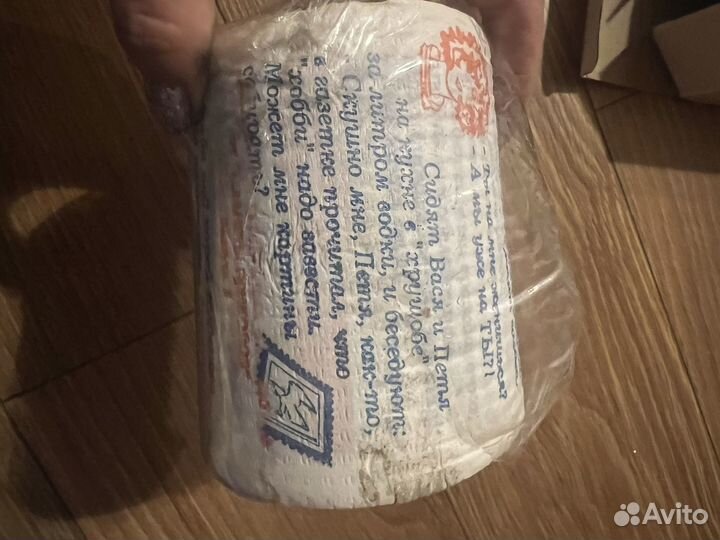 - А мы уже на ТЫ?!
Сидят Вася и Петя
на кухне в "хрущобе"
за литром водки, и беседуют:
Скушно мне, Петя, как-то,
в газетке прочитал, что
"хобби" надо завести.
Может мне картины
Avito